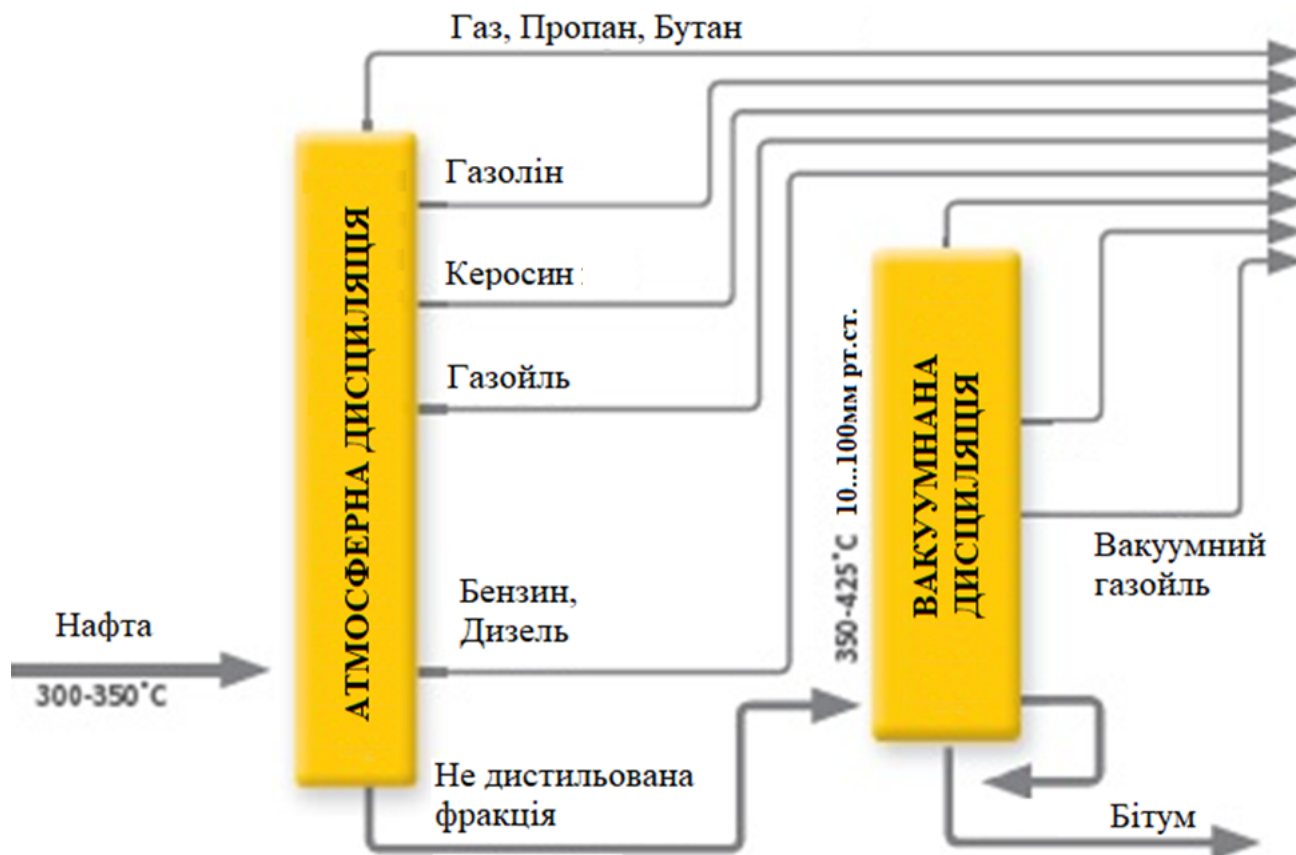 Газ, Пропан, Бутан
Газолін
Керосин :
Газойль
АТМОСФЕРНА ДИСЦИЛЯЦІЯ
Бензин,
Дизель
Нафта
300-350°C
Не дистильована
фракція
350-425°C 10...100мм рт.ст.
ВАКУУМНАНА
ДИСЦИЛЯЦІЯ
Вакуумний
газойль
Бітум